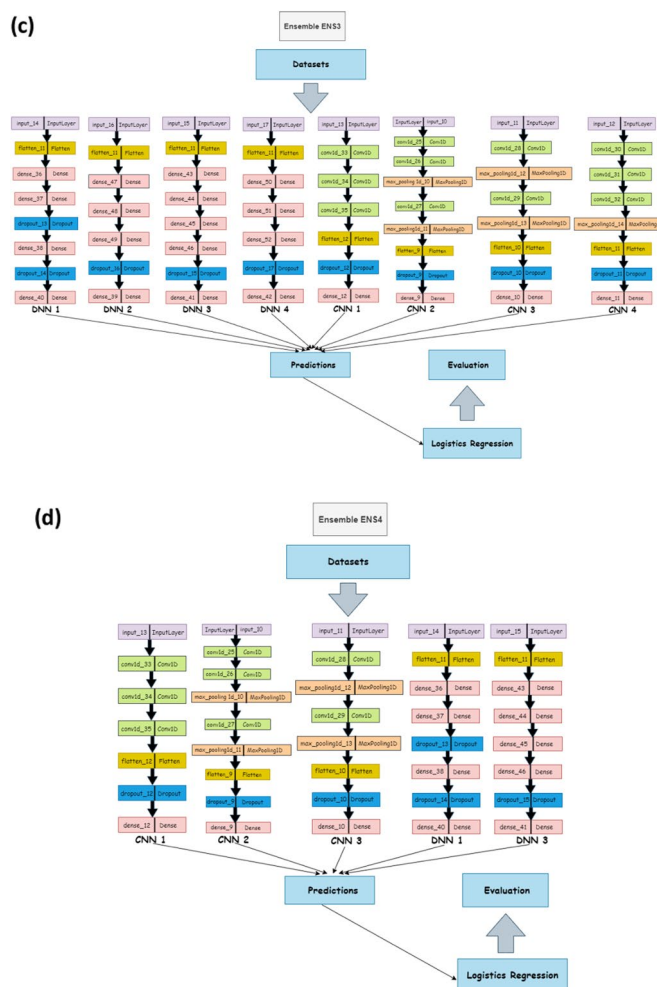 (c)
Ensemble ENS3
Datasets
input_14 InputLayer
flatten_11 Flatten
dense_36 Dense
dense_37 Dense
dropout_13 Dropout
dense_38 Dense
dropout_14 Dropout
dense_40 Dense
DNN 1
input_16 InputLayer
flatten_11 Flatten
dense_47 Dense
dense_48 Dense
dense_49 Dense
dropout_16 Dropout
dense_39 Dense
DNN 2
input_15 InputLayer
flatten_11 Flatten
dense_43 Dense
dense_44 Dense
dense_45 Dense
dense_46 Dense
dropout_15 Dropout
dense_41 Dense
DNN 3
input_17 InputLayer
flatten_11 Flatten
dense_50 Dense
dense_51 Dense
dense_52 Dense
dropout_17 Dropout
dense_42 Dense
DNN 4
input_13 InputLayer
conv1d_33 Conv1D
conv1d_34 Conv1D
conv1d_35 Conv1D
flatten_12 Flatten
dropout_12 Dropout
dense_12 Dense
CNN 1
InputLayer input_10
conv1d_25 Conv1D
conv1d_26 Conv1D
max_pooling1d_10 MaxPooling1D
conv1d_27 Conv1D
max_pooling1d_11 MaxPooling1D
flatten_9 Flatten
dropout_9 Dropout
dense_9 Dense
CNN 2
input_11 InputLayer
conv1d_28 Conv1D
max_pooling1d_12 MaxPooling1D
conv1d_29 Conv1D
max_pooling1d_13 MaxPooling1D
flatten_10 Flatten
dropout_10 Dropout
dense_10 Dense
CNN 3
input_12 InputLayer
conv1d_30 Conv1D
conv1d_31 Conv1D
conv1d_32 Conv1D
max_pooling1d_14 MaxPooling1D
flatten_11 Flatten
dropout_11 Dropout
dense_11 Dense
CNN 4
Predictions
Evaluation
Logistics Regression
(d)
Ensemble ENS4
Datasets
input_13 InputLayer
conv1d_33 Conv1D
conv1d_34 Conv1D
conv1d_35 Conv1D
flatten_12 Flatten
dropout_12 Dropout
dense_12 Dense
CNN 1
InputLayer input_10
conv1d_25 Conv1D
conv1d_26 Conv1D
max_pooling1d_10 MaxPooling1D
conv1d_27 Conv1D
max_pooling1d_11 MaxPooling1D
flatten_9 Flatten
dropout_9 Dropout
dense_9 Dense
CNN 2
input_11 InputLayer
conv1d_28 Conv1D
max_pooling1d_12 MaxPooling1D
conv1d_29 Conv1D
max_pooling1d_13 MaxPooling1D
flatten_10 Flatten
dropout_10 Dropout
dense_10 Dense
CNN 3
input_14 InputLayer
flatten_11 Flatten
dense_36 Dense
dense_37 Dense
dropout_13 Dropout
dense_38 Dense
dropout_14 Dropout
dense_40 Dense
DNN 1
input_15 InputLayer
flatten_11 Flatten
dense_43 Dense
dense_44 Dense
dense_45 Dense
dense_46 Dense
dropout_15 Dropout
dense_41 Dense
DNN 3
Predictions
Evaluation
Logistics Regression